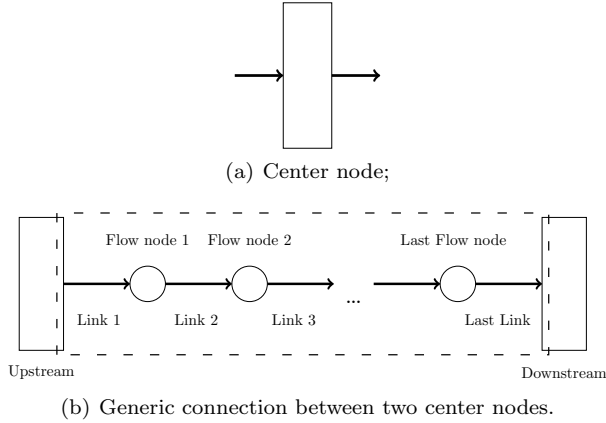 (a) Center node;
Flow node 1 Flow node 2 Last Flow node
...
Link 1 Link 2 Link 3 Last Link
Upstream Downstream
(b) Generic connection between two center nodes.